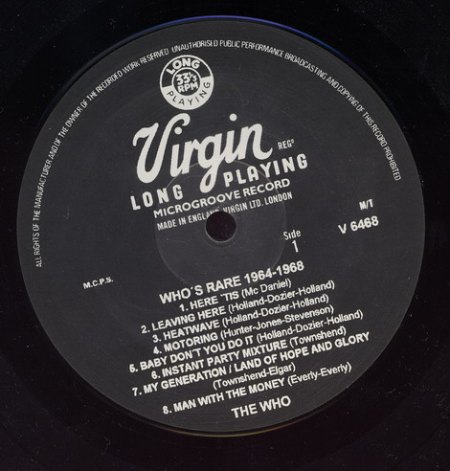 ALL RIGHTS OF THE MANUFACTURER AND OF THE OWNER OF THE RECORDED WORK RESERVED UNAUTHORISED PUBLIC PERFORMANCE BROADCASTING AND COPYING OF THIS RECORD PROHIBITED
LONG
33⅓
RPM
PLAYING
Virgin REGD
LONG PLAYING
MICROGROOVE RECORD
MADE IN ENGLAND VIRGIN LTD. LONDON
M/T
Side
1
V 6468
M.C.P.S.
WHO´S RARE 1964-1968
1. HERE ´TIS (Mc Daniel)
2. LEAVING HERE (Holland-Dozier-Holland)
3. HEATWAVE (Holland-Dozier-Holland)
4. MOTORING (Hunter-Jones-Stevenson)
5. BABY DON´T YOU DO IT (Holland-Dozier-Holland)
6. INSTANT PARTY MIXTURE (Townshend)
7. MY GENERATION / LAND OF HOPE AND GLORY
(Townshend-Elgar)
8. MAN WITH THE MONEY (Everly-Everly)
THE WHO